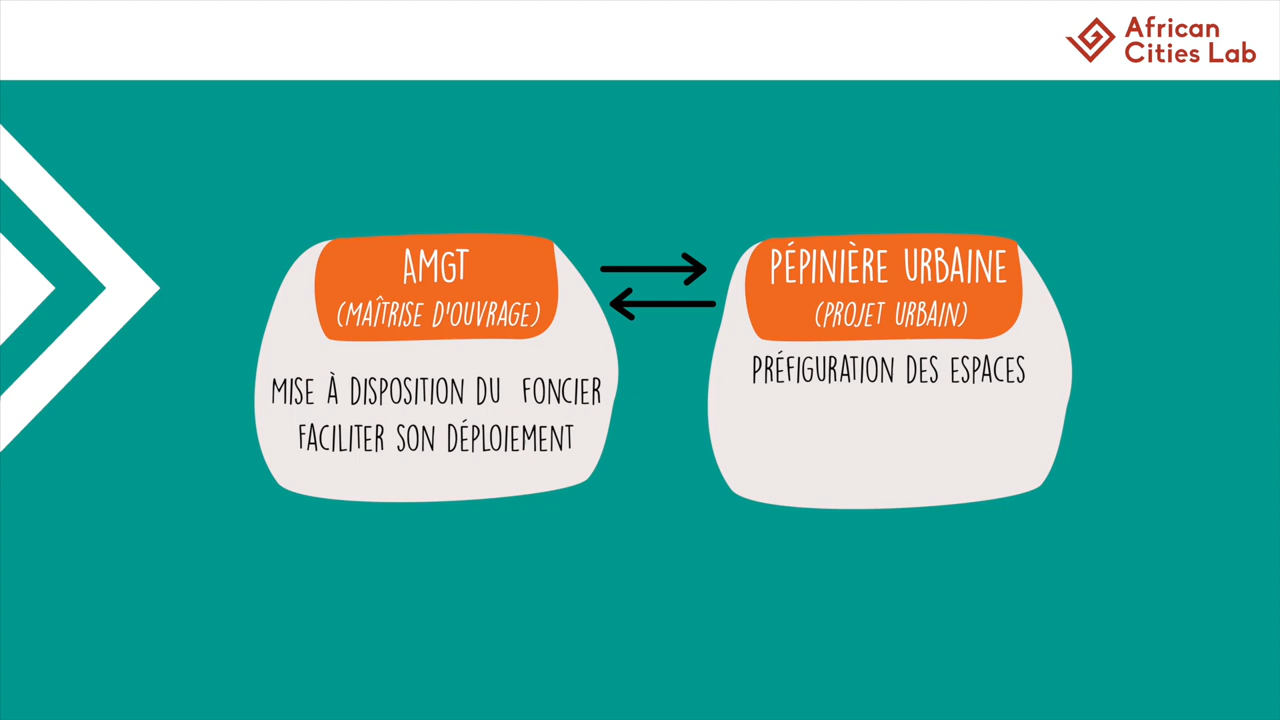 African
Cities Lab
AMGT
(MAÎTRISE D'OUVRAGE)
MISE À DISPOSITION DU FONCIER
FACILITER SON DÉPLOIEMENT
PÉPINIÈRE URBAINE
(PROJET URBAIN)
PRÉFIGURATION DES ESPACES